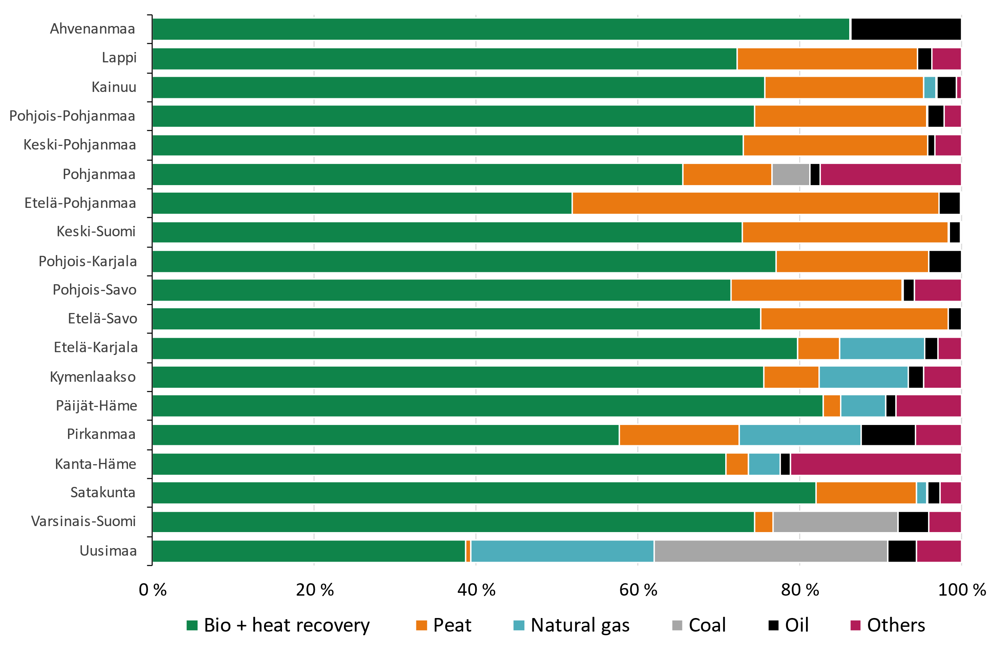 Ahvenanmaa
Lappi
Kainuu
Pohjois-Pohjanmaa
Keski-Pohjanmaa
Pohjanmaa
Etelä-Pohjanmaa
Keski-Suomi
Pohjois-Karjala
Pohjois-Savo
Etelä-Savo
Etelä-Karjala
Kymenlaakso
Päijät-Häme
Pirkanmaa
Kanta-Häme
Satakunta
Varsinais-Suomi
Uusimaa
0 % 20 % 40 % 60 % 80 % 100 %
Bio + heat recovery Peat Natural gas Coal Oil Others